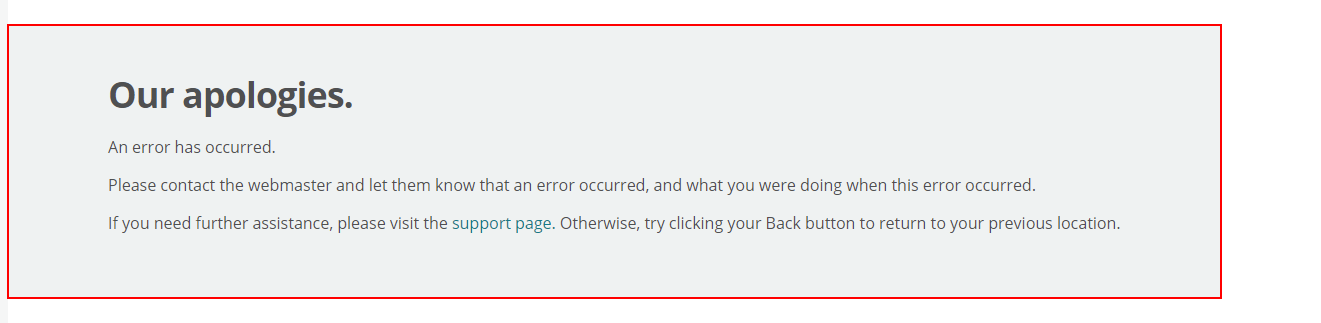 Our apologies.
An error has occurred.
Please contact the webmaster and let them know that an error occurred, and what you were doing when this error occurred.
If you need further assistance, please visit the support page. Otherwise, try clicking your Back button to return to your previous location.